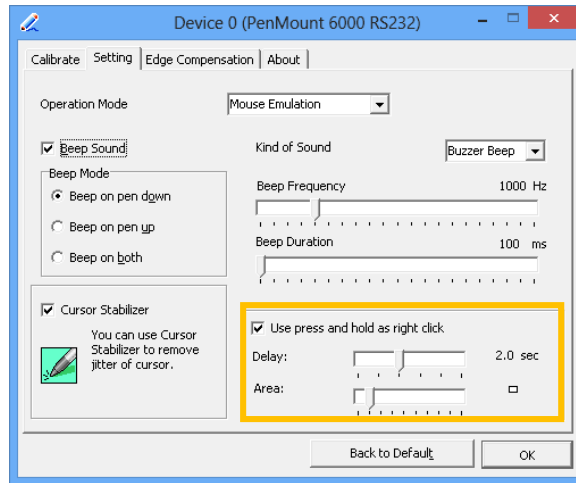 Device 0 (PenMount 6000 RS232)
Calibrate Setting Edge Compensation About
Operation Mode Mouse Emulation
Beep Sound Kind of Sound Buzzer Beep
Beep Mode
Beep on pen down
Beep on pen up
Beep on both
Beep Frequency 1000 Hz
Beep Duration 100 ms
Cursor Stabilizer
You can use Cursor
Stabilizer to remove
jitter of cursor.
Use press and hold as right click
Delay: 2.0 sec
Area:
Back to Default OK